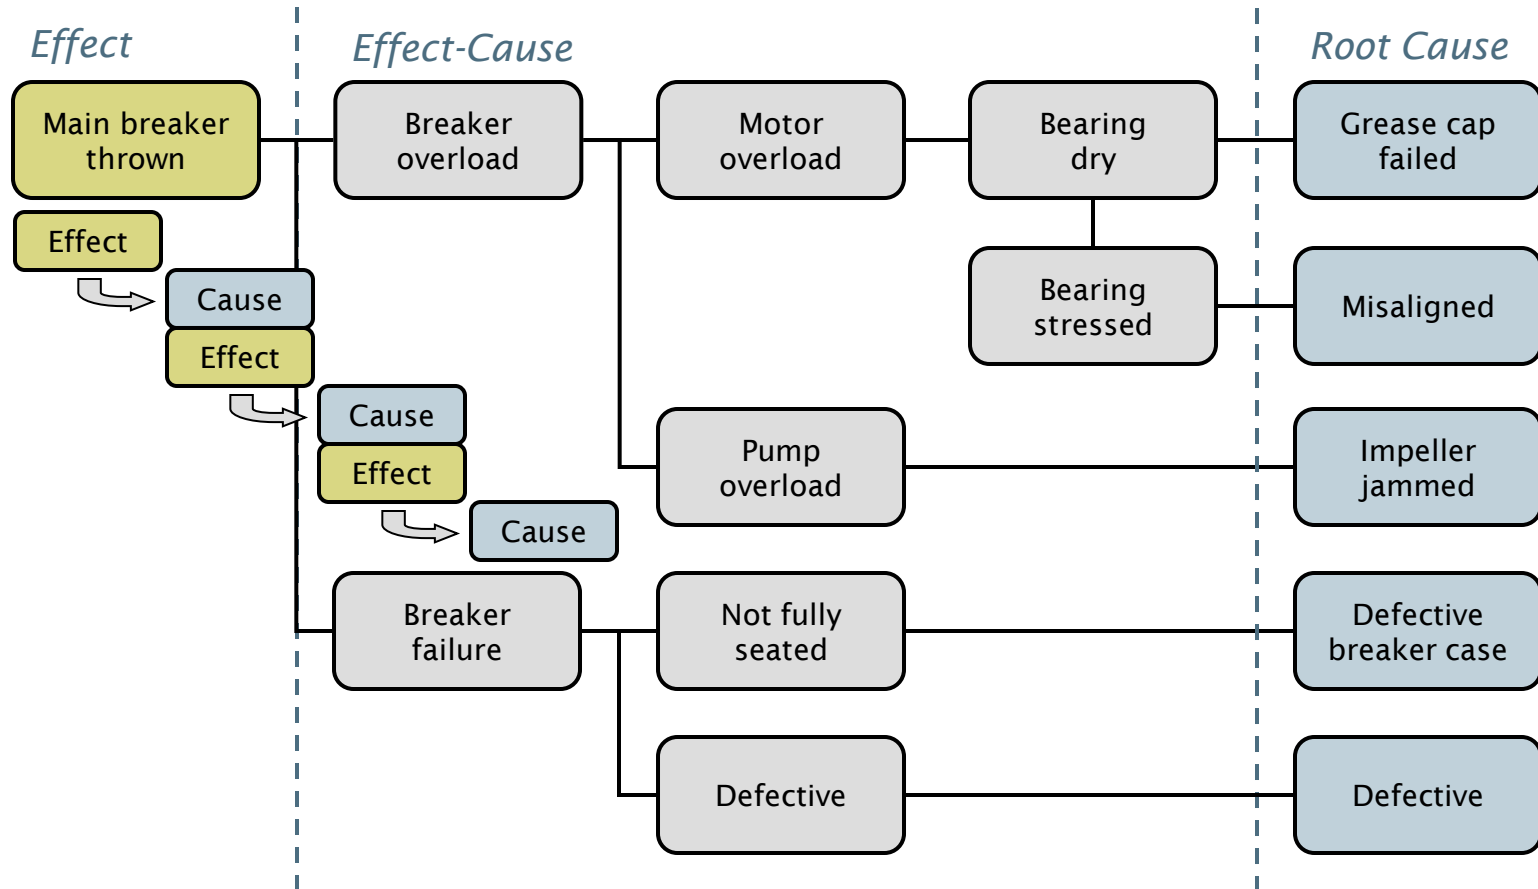 Effect
Effect-Cause
Root Cause
Main breaker
thrown
Breaker
overload
Motor
overload
Bearing
dry
Grease cap
failed
Effect
Cause
Effect
Bearing
stressed
Misaligned
Cause
Effect
Cause
Pump
overload
Impeller
jammed
Breaker
failure
Not fully
seated
Defective
breaker case
Defective
Defective